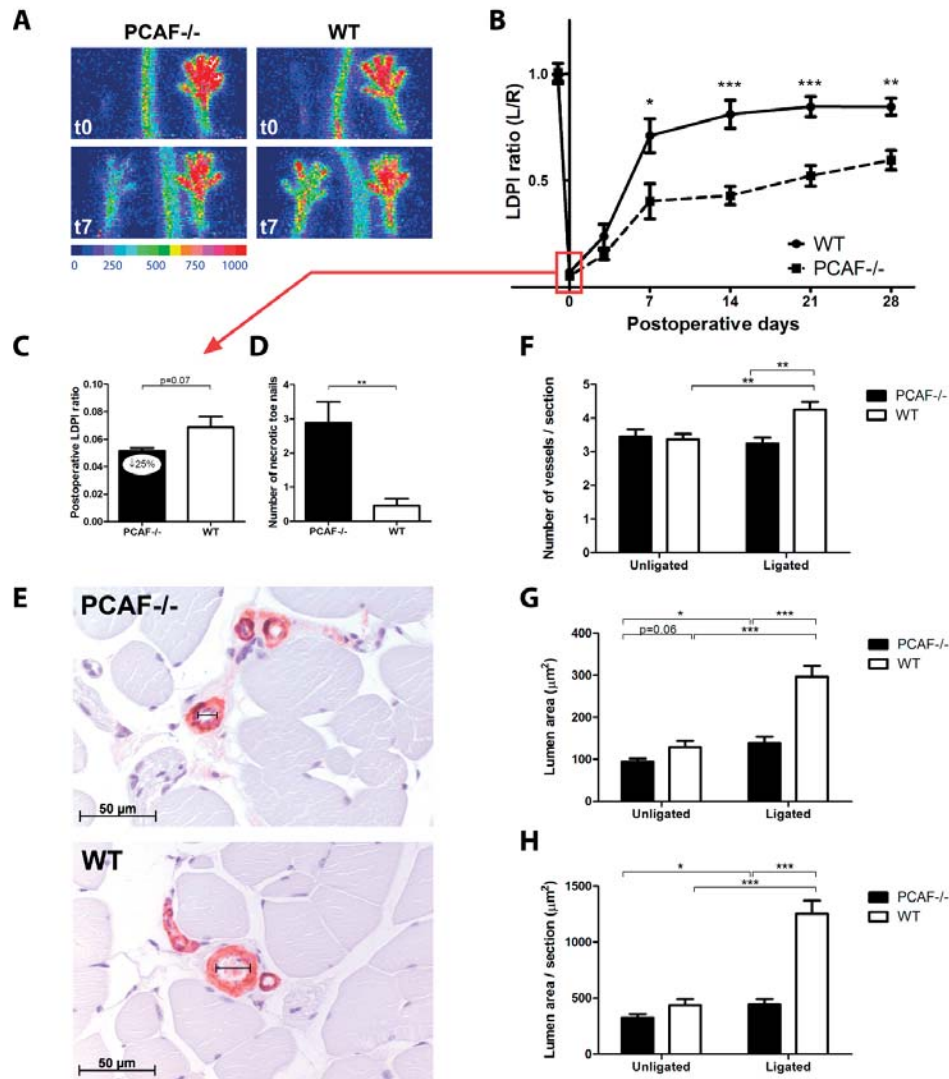 A
PCAF-/-
WT
t0
t0
t7
t7
0 250 500 750 1000
B
LDPI ratio (L/R)
1.0
0.5
*
***
***
**
WT
PCAF-/-
0 7 14 21 28
Postoperative days
C
Postoperative LDPI ratio
0.10
0.08
0.06
0.04
0.02
0.00
p=0.07
↓25%
PCAF-/- WT
D
Number of necrotic toe nails
4
3
2
1
0
**
PCAF-/- WT
E
PCAF-/-
50 µm
WT
50 µm
F
Number of vessels / section
5
4
3
2
1
0
**
**
PCAF-/-
WT
Unligated Ligated
G
Lumen area (µm²)
400
300
200
100
0
* ***
p=0.06 ***
PCAF-/-
WT
Unligated Ligated
H
Lumen area / section (µm²)
1500
1000
500
0
* ***
***
PCAF-/-
WT
Unligated Ligated